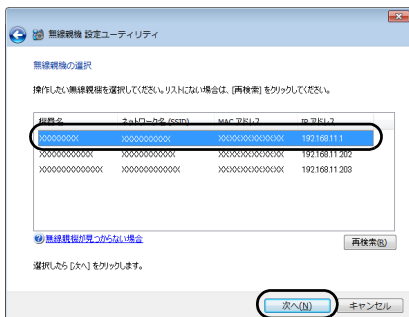 無線親機 設定ユーティリティ
無線親機の選択
操作したい無線親機を選択してください。リストにない場合は、[再検索] をクリックしてください。
機器名 ネットワーク名 (SSID) MAC アドレス IP アドレス
XXXXXXXX XXXXXXXXXX XXXXXXXXXXXXX 192.168.11.1
XXXXXXXXXXX XXXXXXXXXXX XXXXXXXXXXXXX 192.168.11.202
XXXXXXXXXXXXX XXXXXXXXXXXX XXXXXXXXXXXXX 192.168.11.203
無線親機が見つからない場合
再検索(R)
選択したら [次へ] をクリックします。
次へ(N) キャンセル